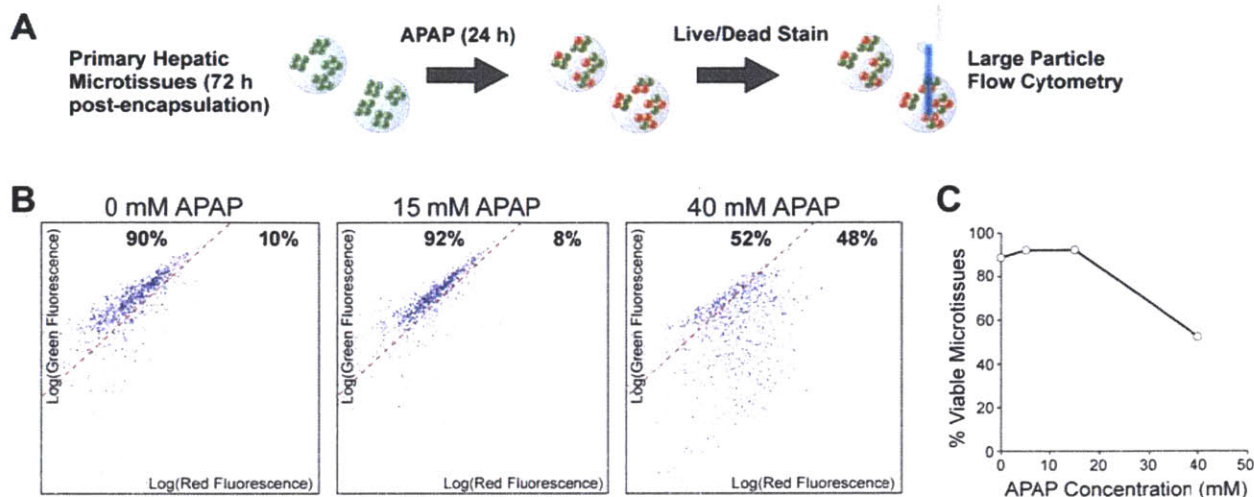 A
Primary Hepatic
Microtissues (72 h
post-encapsulation)
APAP (24 h)
Live/Dead Stain
Large Particle
Flow Cytometry
B
0 mM APAP
90%
10%
Log(Green Fluorescence)
Log(Red Fluorescence)
15 mM APAP
92%
8%
Log(Green Fluorescence)
Log(Red Fluorescence)
40 mM APAP
52%
48%
Log(Green Fluorescence)
Log(Red Fluorescence)
C
% Viable Microtissues
100
80
60
40
20
0
0 10 20 30 40 50
APAP Concentration (mM)